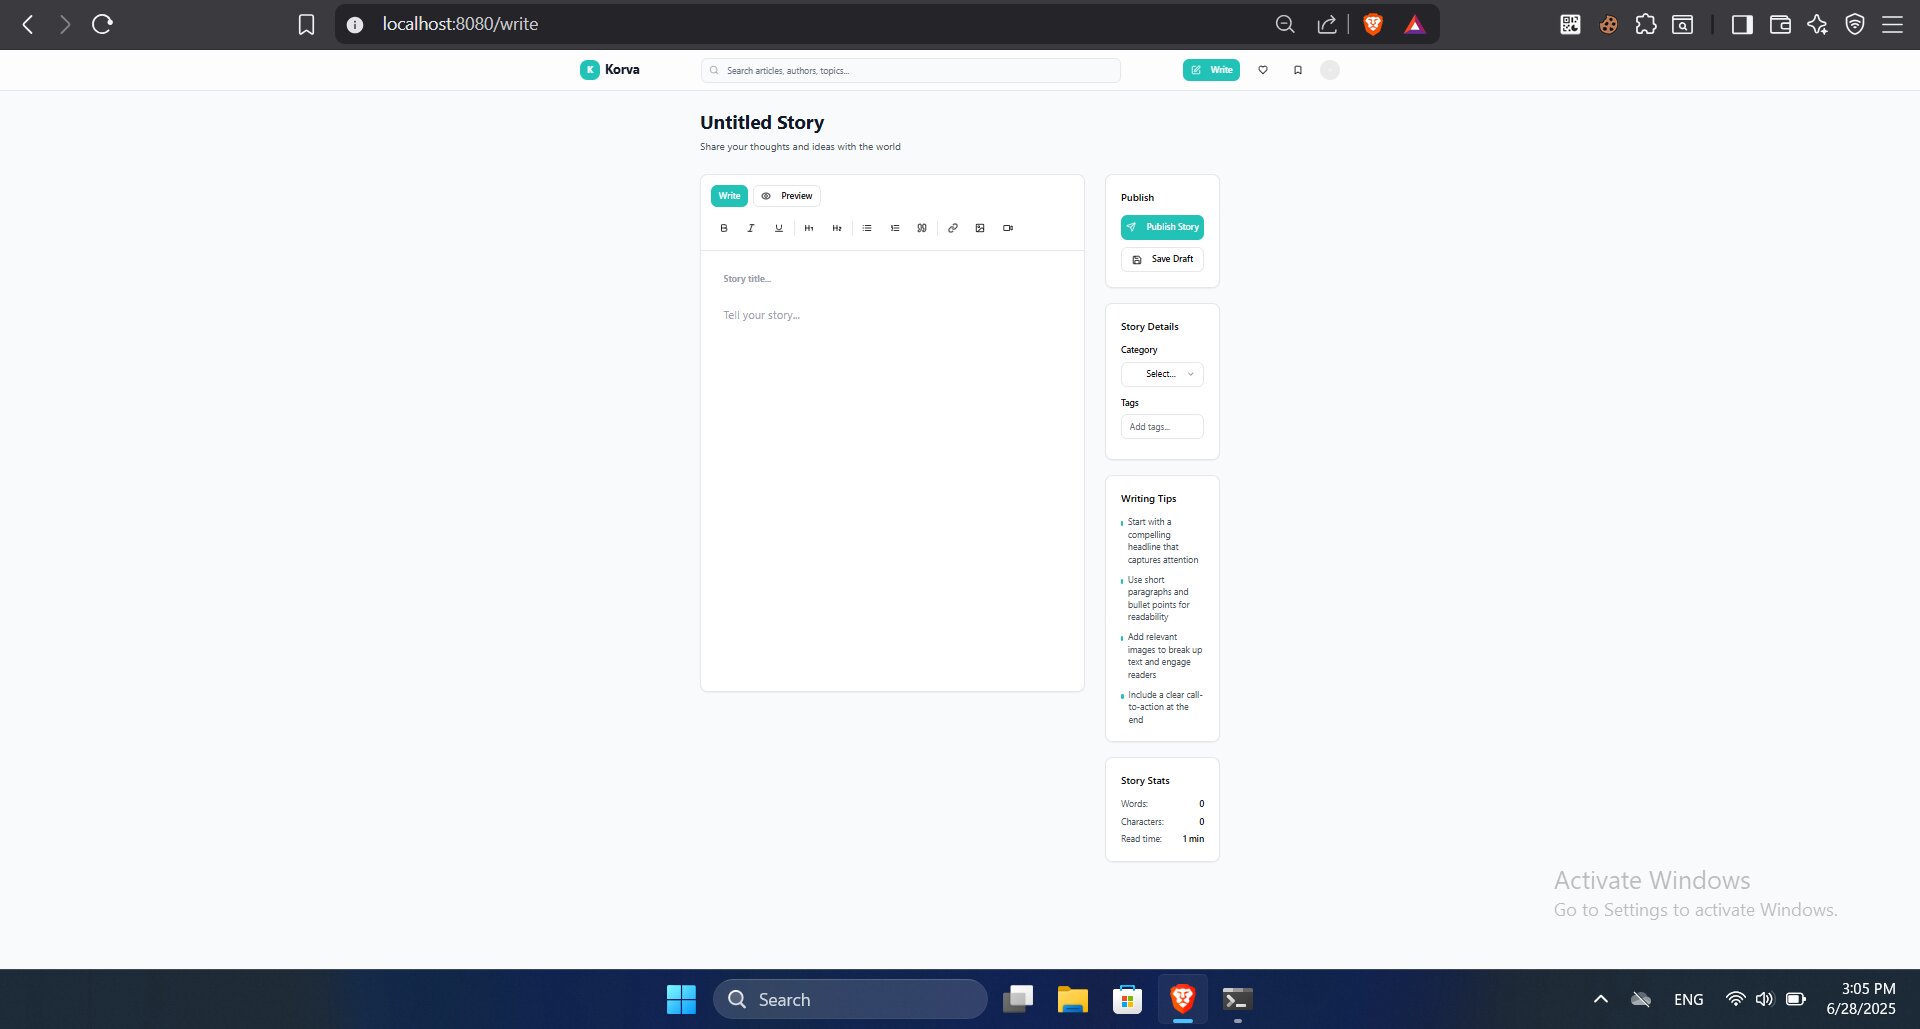 localhost:8080/write
K Korva
Search articles, authors, topics...
Write
Untitled Story
Share your thoughts and ideas with the world
Write
Preview
B I U H1 H2
Story title...
Tell your story...
Publish
Publish Story
Save Draft
Story Details
Category
Select...
Tags
Add tags...
Writing Tips
Start with a
compelling
headline that
captures attention
Use short
paragraphs and
bullet points for
readability
Add relevant
images to break up
text and engage
readers
Include a clear call-
to-action at the
end
Story Stats
Words: 0
Characters: 0
Read time: 1 min
Activate Windows
Go to Settings to activate Windows.
Search
ENG
3:05 PM
6/28/2025